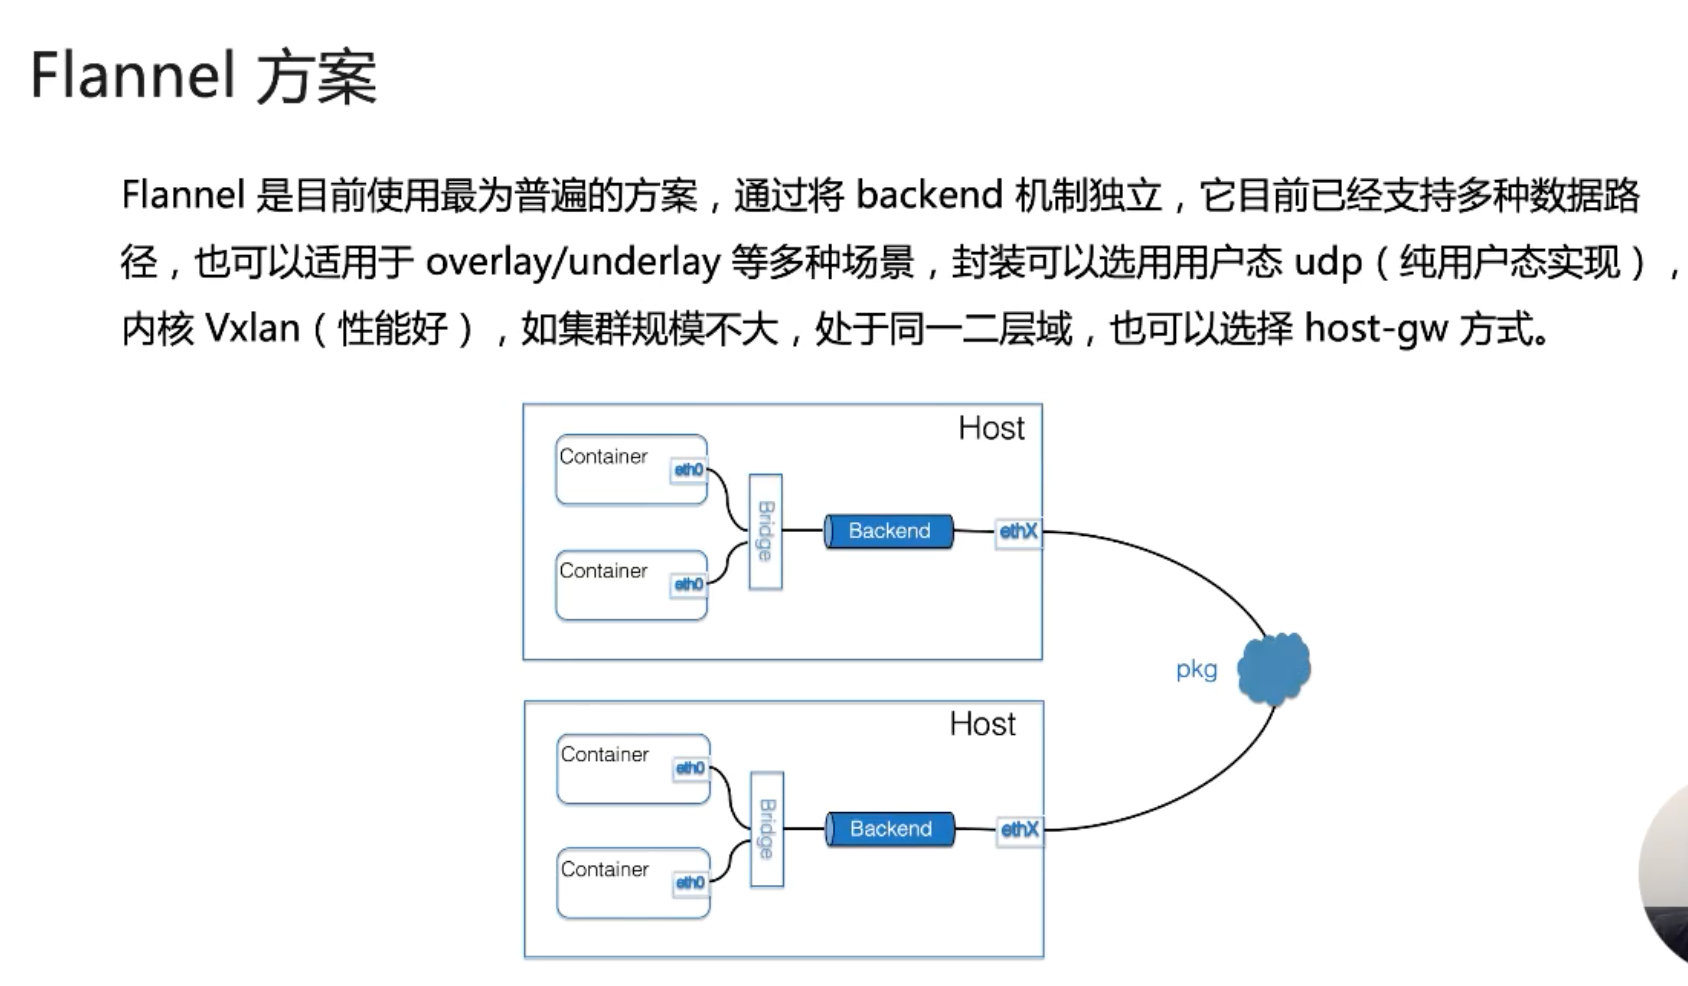 Flannel 方案
Flannel 是目前使用最为普遍的方案，通过将 backend 机制独立，它目前已经支持多种数据路
径，也可以适用于 overlay/underlay 等多种场景，封装可以选用用户态 udp（纯用户态实现），
内核 Vxlan（性能好），如集群规模不大，处于同一二层域，也可以选择 host-gw 方式。
Host
Container
eth0
Bridge
Backend
ethX
Container
eth0
pkg
Host
Container
eth0
Bridge
Backend
ethX
Container
eth0